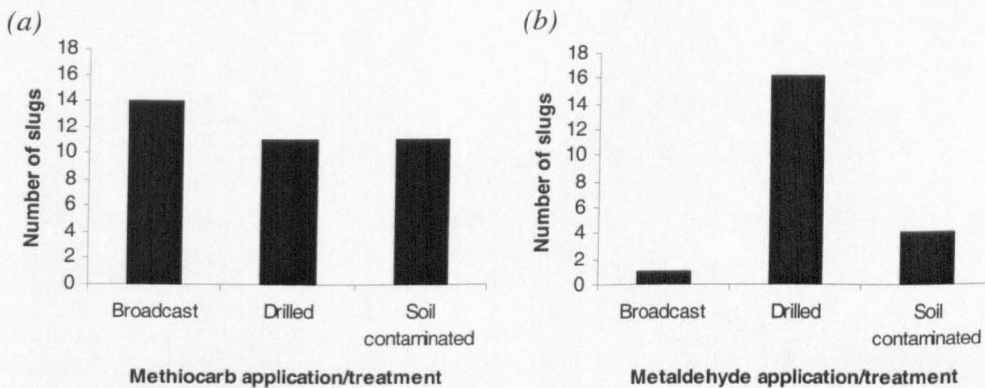 (a)
Number of slugs
18
16
14
12
10
8
6
4
2
0
Broadcast
Drilled
Soil
contaminated
Methiocarb application/treatment
(b)
Number of slugs
18
16
14
12
10
8
6
4
2
0
Broadcast
Drilled
Soil
contaminated
Metaldehyde application/treatment